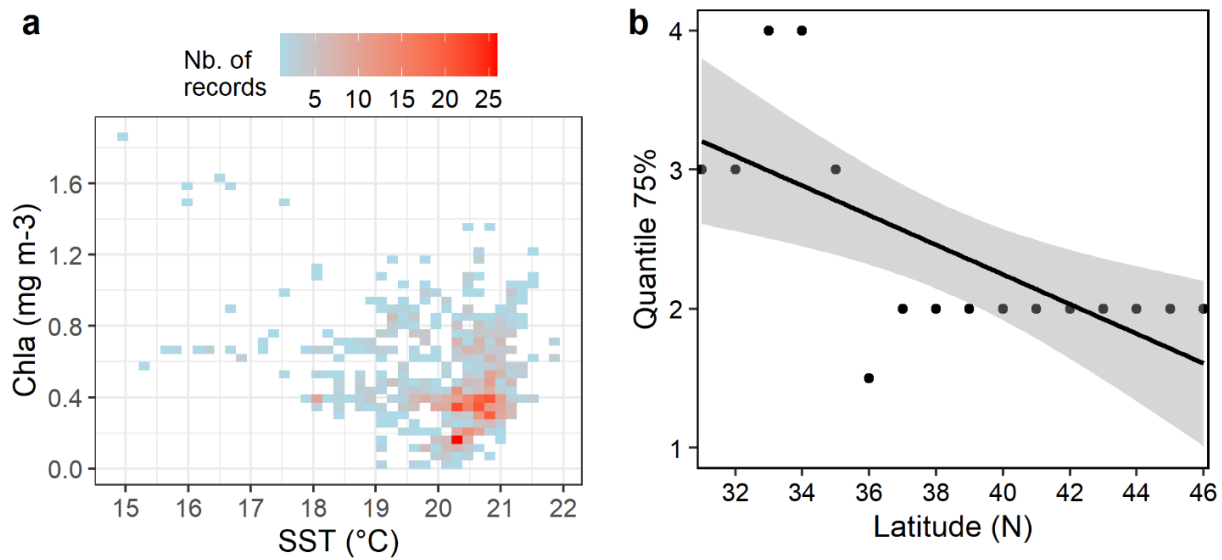 a
Nb. of
records
5 10 15 20 25
Chla (mg m-3)
1.6
1.2
0.8
0.4
0.0
15 16 17 18 19 20 21 22
SST (°C)
b
Quantile 75%
4
3
2
1
32 34 36 38 40 42 44 46
Latitude (N)